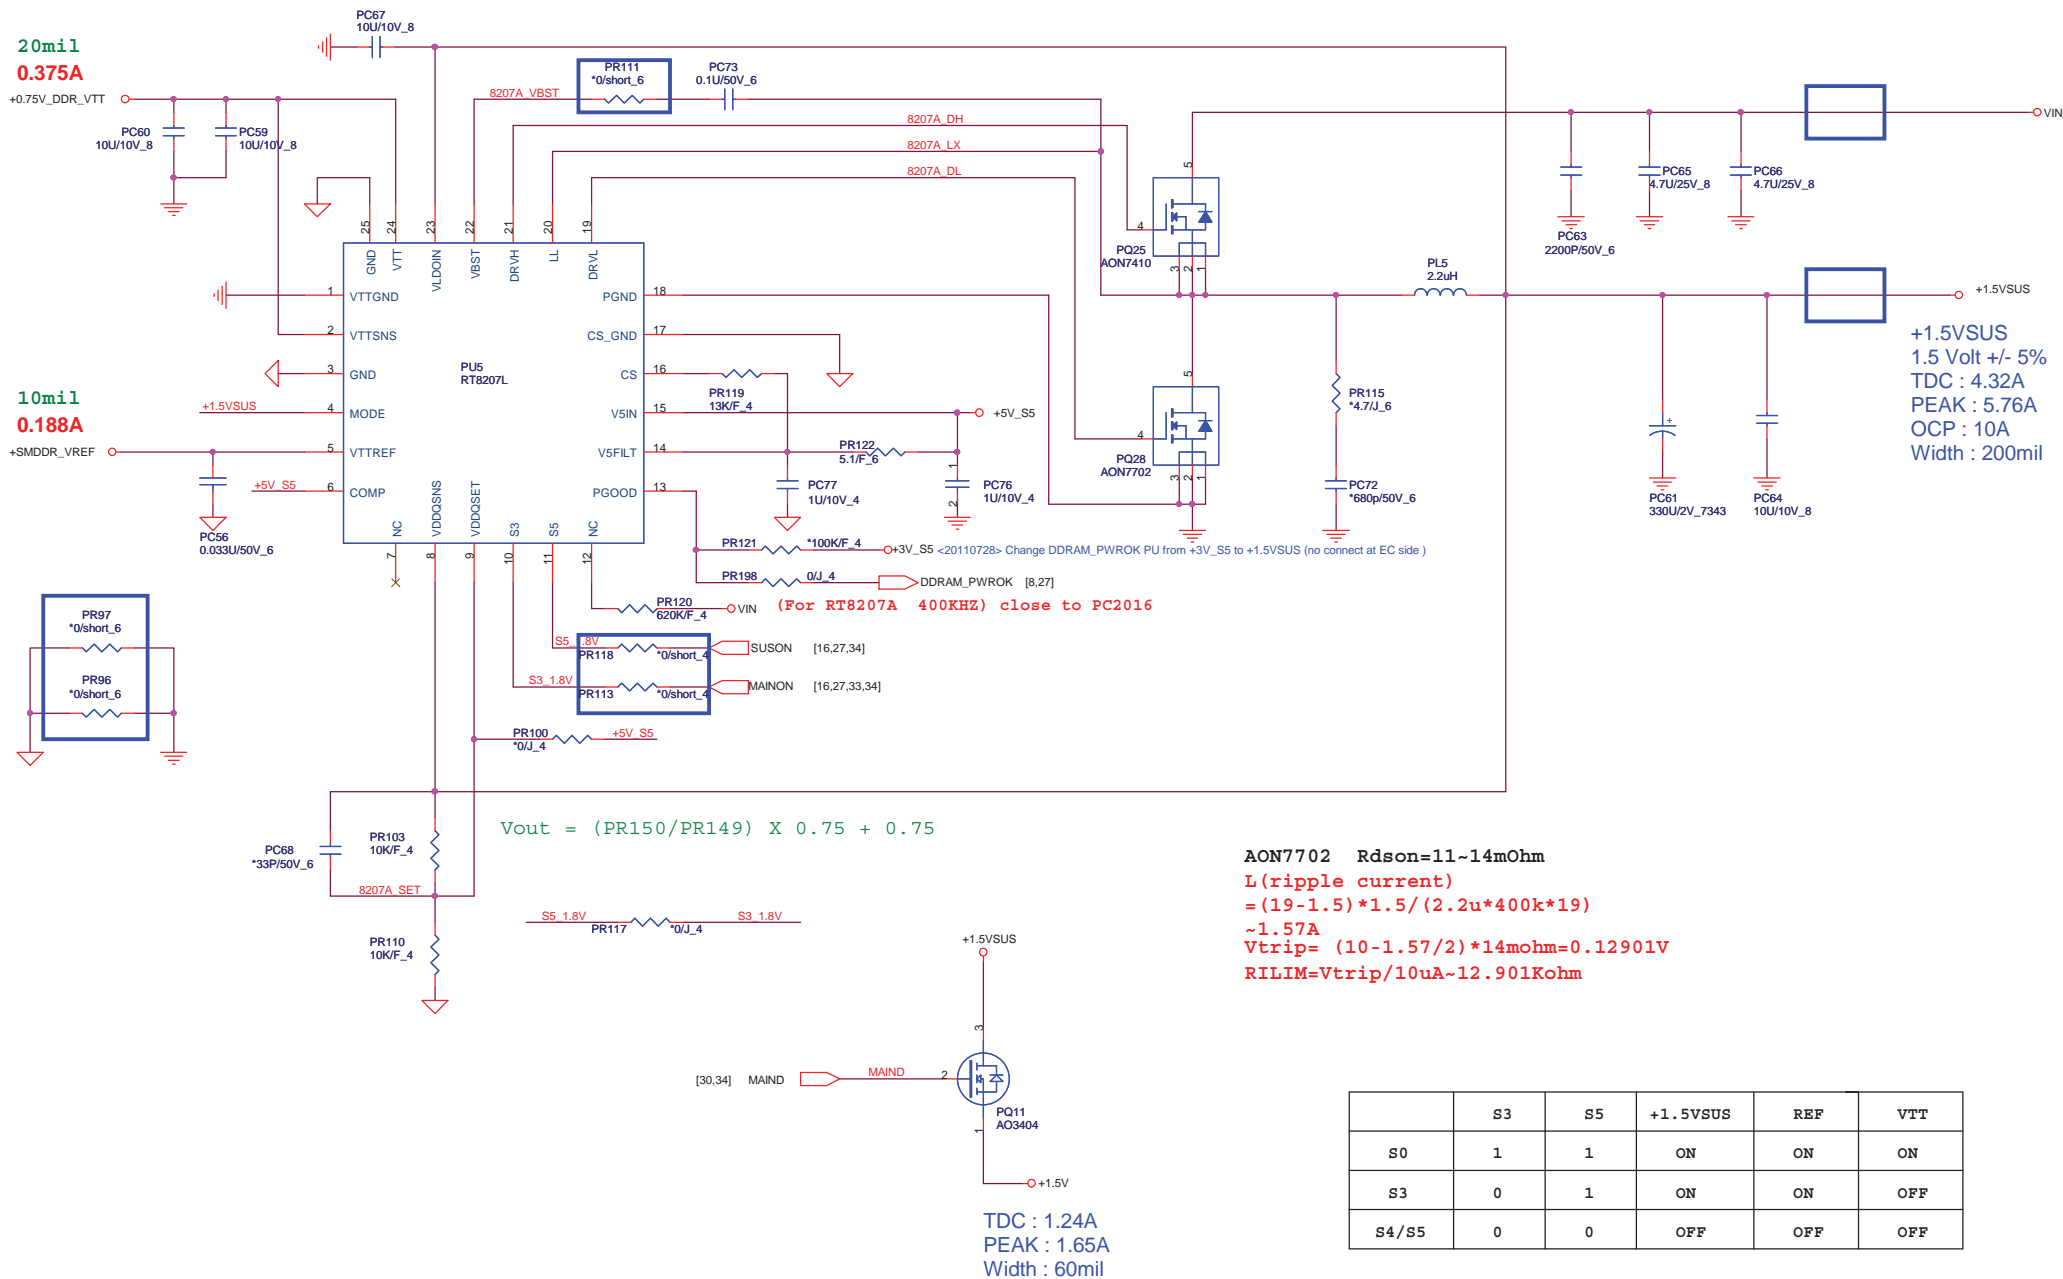 PC67
10U/10V_8
20mil
0.375A
+0.75V_DDR_VTT
PC60
10U/10V_8
PC59
10U/10V_8
PR111
*0/short_6
PC73
0.1U/50V_6
8207A_VBST
8207A_DH
8207A_LX
8207A_DL
VIN
PC63
2200P/50V_6
PC65
4.7U/25V_8
PC66
4.7U/25V_8
5
4
PQ25
AON7410
3
2
1
25
24
23
22
21
20
19
GND
VTT
VLDOIN
VBST
DRVH
LL
DRVL
1 VTTGND
2 VTTSNS
3 GND
4 MODE
5 VTTREF
6 COMP
PU5
RT8207L
PGND 18
CS_GND 17
CS 16
V5IN 15
V5FILT 14
PGOOD 13
NC
VDDQSNS
VDDQSET
S3
S5
NC
7
8
9
10
11
12
10mil
0.188A
+1.5VSUS
+SMDDR_VREF
+5V_S5
PC56
0.033U/50V_6
PR119
13K/F_4
+5V_S5
PR122
5.1/F_6
PC77
1U/10V_4
1
PC76
1U/10V_4
2
5
4
PQ28
AON7702
3
2
1
PL5
2.2uH
PR115
*4.7/J_6
PC72
*680p/50V_6
+1.5VSUS
+
PC61
330U/2V_7343
PC64
10U/10V_8
+1.5VSUS
1.5 Volt +/- 5%
TDC : 4.32A
PEAK : 5.76A
OCP : 10A
Width : 200mil
PR121 *100K/F_4 +3V_S5 <20110728> Change DDRAM_PWROK PU from +3V_S5 to +1.5VSUS (no connect at EC side )
PR198 0/J_4 DDRAM_PWROK [8,27]
PR120
620K/F_4
VIN
(For RT8207A 400KHZ) close to PC2016
PR97
*0/short_6
PR96
*0/short_6
S5_1.8V
PR118 *0/short_4
SUSON [16,27,34]
S3_1.8V
PR113 *0/short_4
MAINON [16,27,33,34]
PR100
*0/J_4
+5V_S5
Vout = (PR150/PR149) X 0.75 + 0.75
PC68
*33P/50V_6
PR103
10K/F_4
8207A_SET
PR110
10K/F_4
S5_1.8V
PR117
*0/J_4
S3_1.8V
AON7702 Rdson=11~14mOhm
L(ripple current)
=(19-1.5)*1.5/(2.2u*400k*19)
~1.57A
Vtrip= (10-1.57/2)*14mohm=0.12901V
RILIM=Vtrip/10uA~12.901Kohm
+1.5VSUS
3
[30,34] MAIND
MAIND
2
PQ11
AO3404
1
+1.5V
TDC : 1.24A
PEAK : 1.65A
Width : 60mil
S3 S5 +1.5VSUS REF VTT
S0 1 1 ON ON ON
S3 0 1 ON ON OFF
S4/S5 0 0 OFF OFF OFF